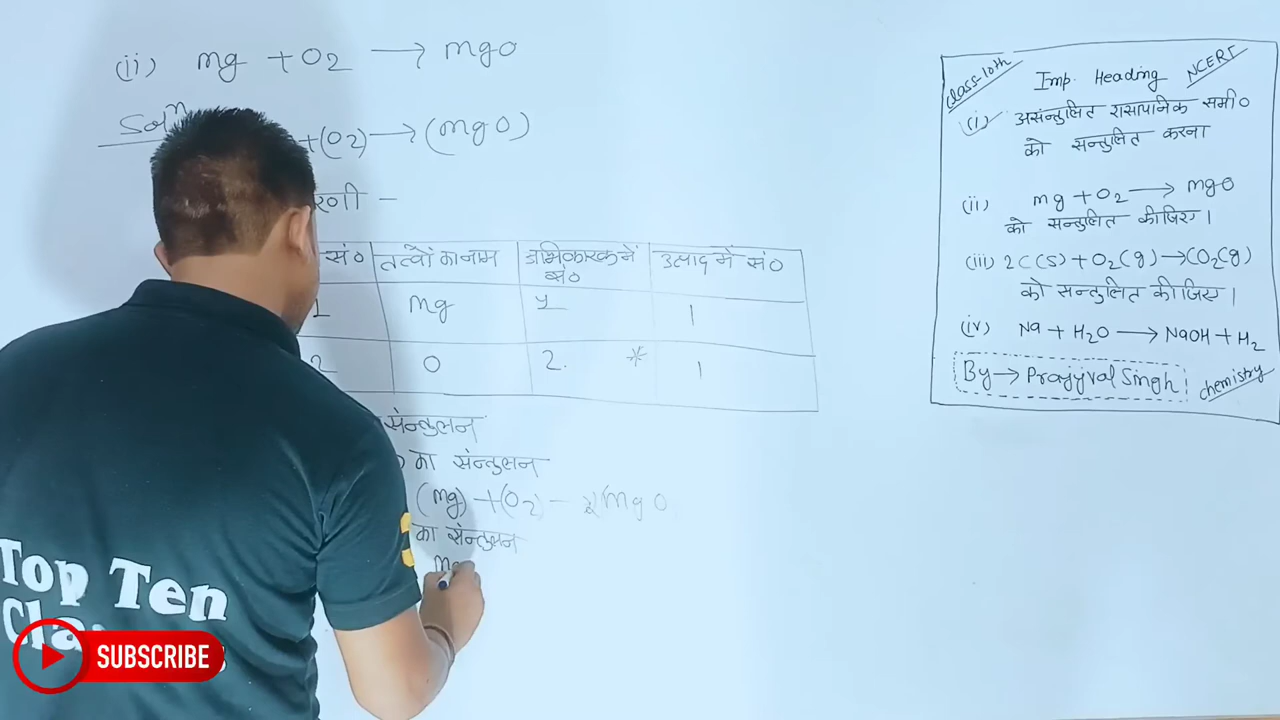 (ii) Mg + O2 → MgO
Soln
+(O2) → (MgO)
रणी -
सं० तत्वों का नाम अभिकारक में सं० उत्पाद में सं०
1 Mg 1 1
2 O 2. * 1
संन्तुलन
का संन्तुलन
(Mg) + (O2) - 2(MgO
का संन्तुलन
Class-10th
Imp. Heading
NCERT
(i) असंन्तुलित रासायनिक समी०
को सन्तुलित करना
(ii) Mg + O2 → MgO
को सन्तुलित कीजिए।
(iii) 2C(s) + O2(g) → CO2(g)
को सन्तुलित कीजिए।
(iv) Na + H2O → NaOH + H2
By → Prajjwal Singh
Chemistry
Top Ten
SUBSCRIBE